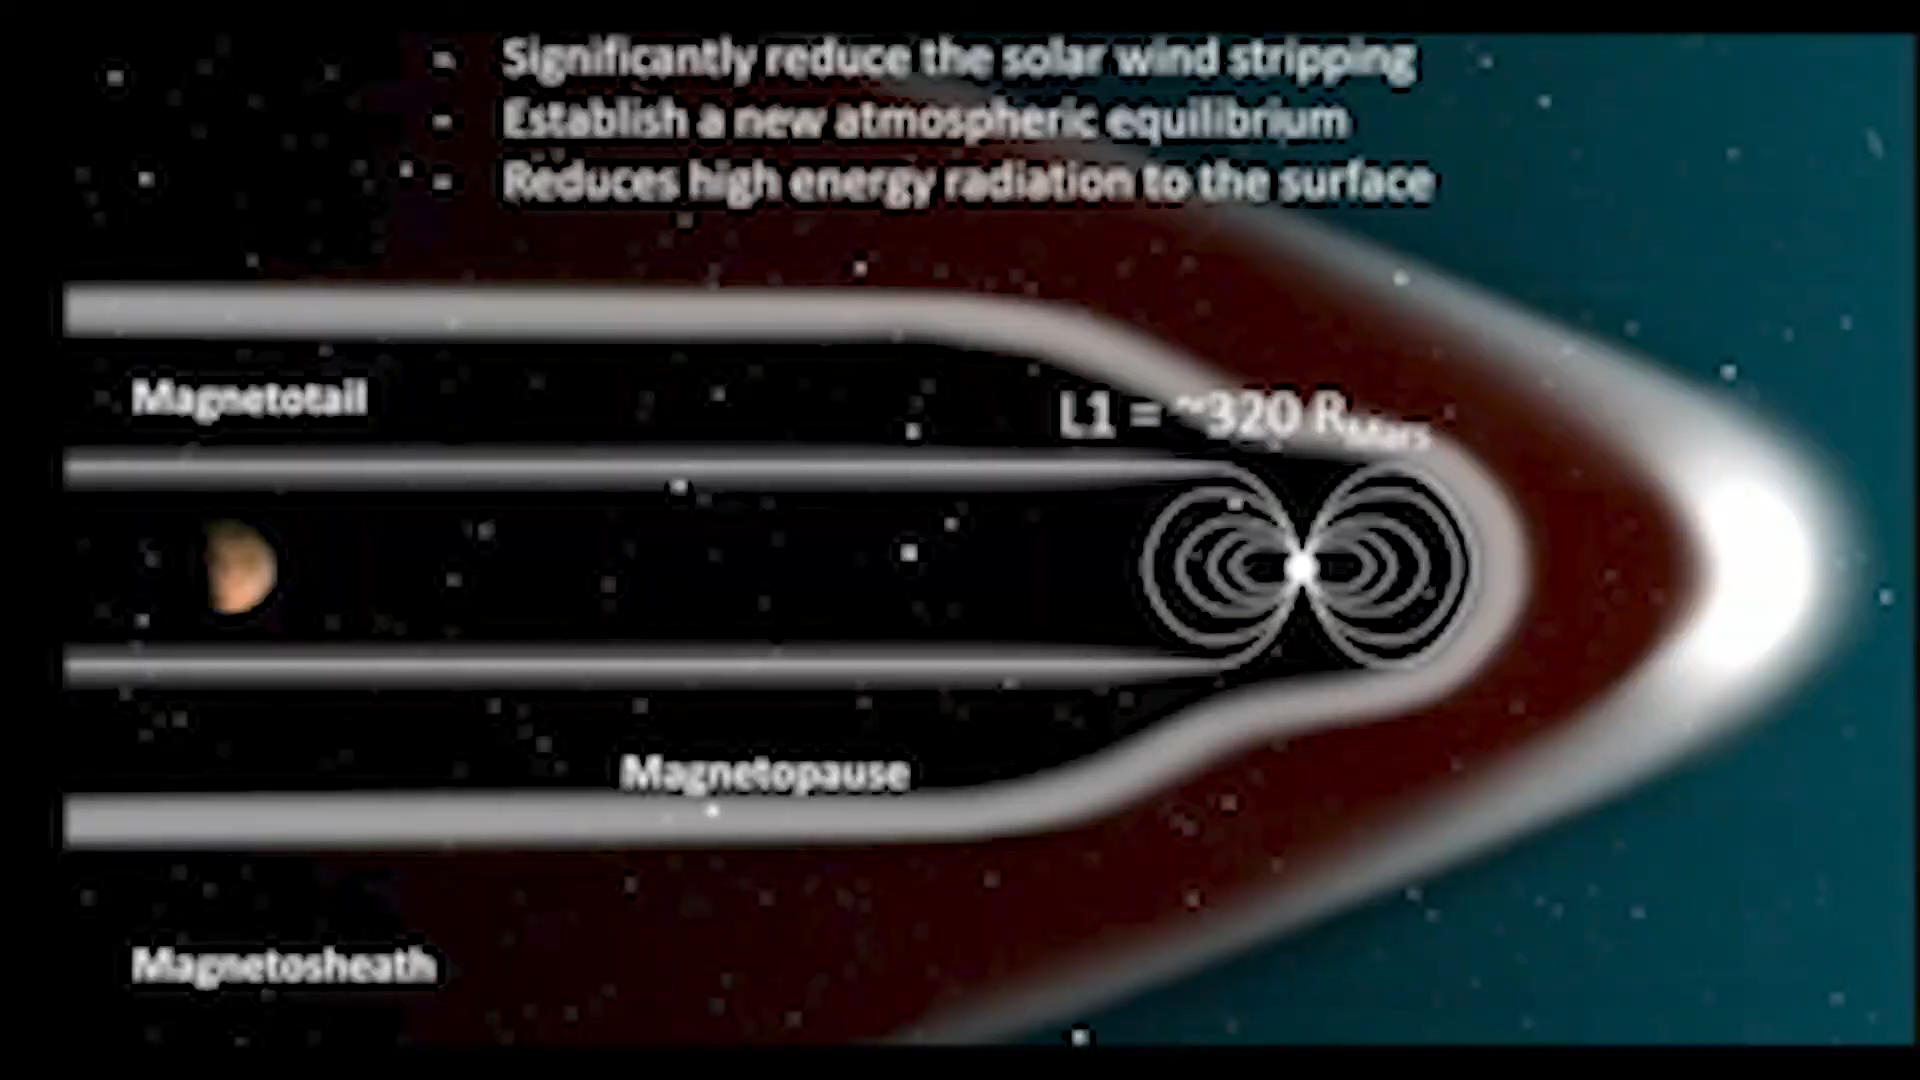 - Significantly reduce the solar wind stripping
- Establish a new atmospheric equilibrium
- Reduces high energy radiation to the surface
Magnetotail
L1 = ~320 R_Mars
Magnetopause
Magnetosheath